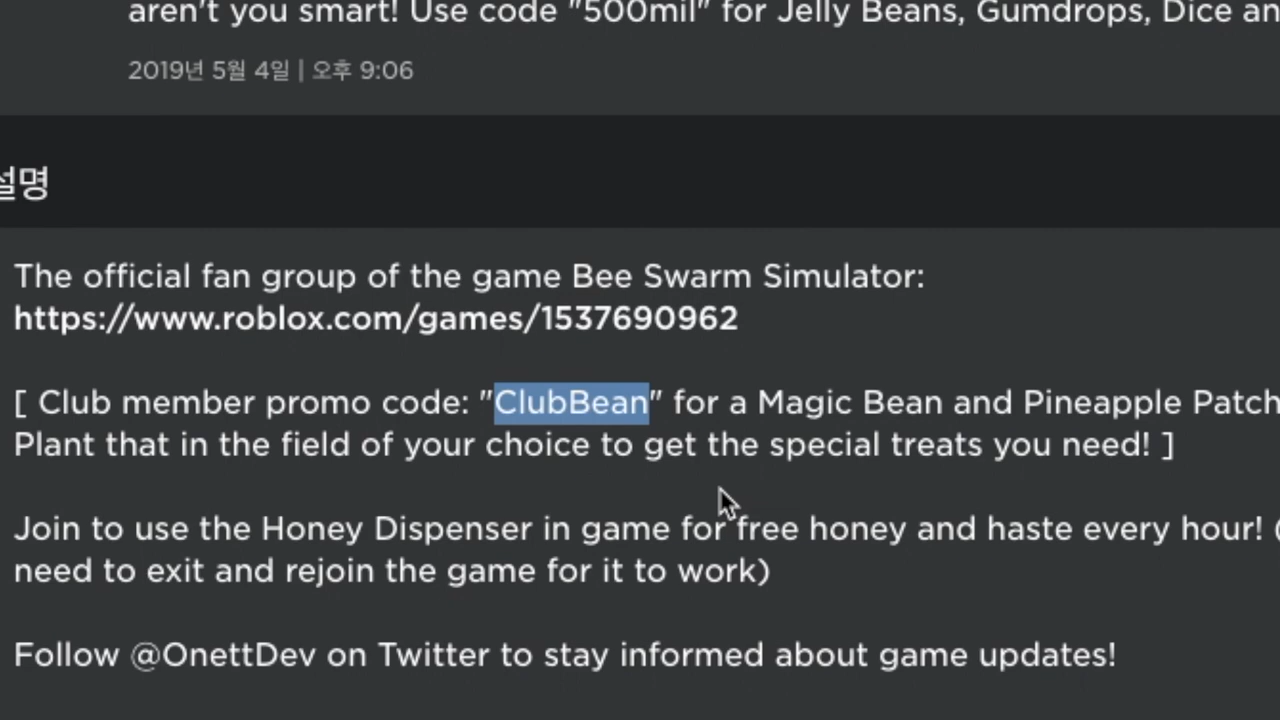 aren't you smart! Use code "500mil" for Jelly Beans, Gumdrops, Dice an
2019년 5월 4일 | 오후 9:06
설명
The official fan group of the game Bee Swarm Simulator:
https://www.roblox.com/games/1537690962
[ Club member promo code: "ClubBean" for a Magic Bean and Pineapple Patch
Plant that in the field of your choice to get the special treats you need! ]
Join to use the Honey Dispenser in game for free honey and haste every hour! (
need to exit and rejoin the game for it to work)
Follow @OnettDev on Twitter to stay informed about game updates!